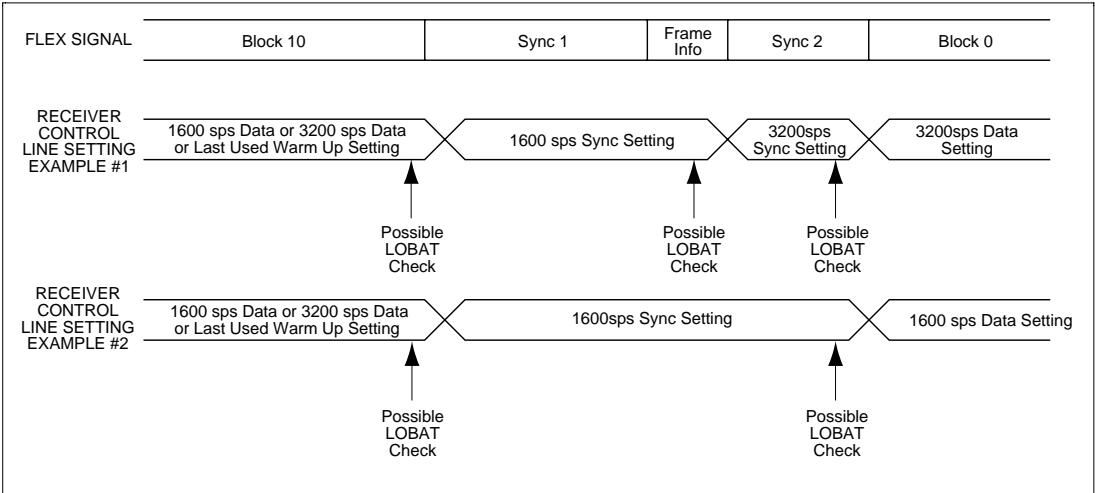 FLEX SIGNAL
Block 10
Sync 1
Frame
Info
Sync 2
Block 0
RECEIVER
CONTROL
LINE SETTING
EXAMPLE #1
1600 sps Data or 3200 sps Data
or Last Used Warm Up Setting
1600 sps Sync Setting
3200sps
Sync Setting
3200sps Data
Setting
Possible
LOBAT
Check
Possible
LOBAT
Check
Possible
LOBAT
Check
RECEIVER
CONTROL
LINE SETTING
EXAMPLE #2
1600 sps Data or 3200 sps Data
or Last Used Warm Up Setting
1600sps Sync Setting
1600 sps Data Setting
Possible
LOBAT
Check
Possible
LOBAT
Check